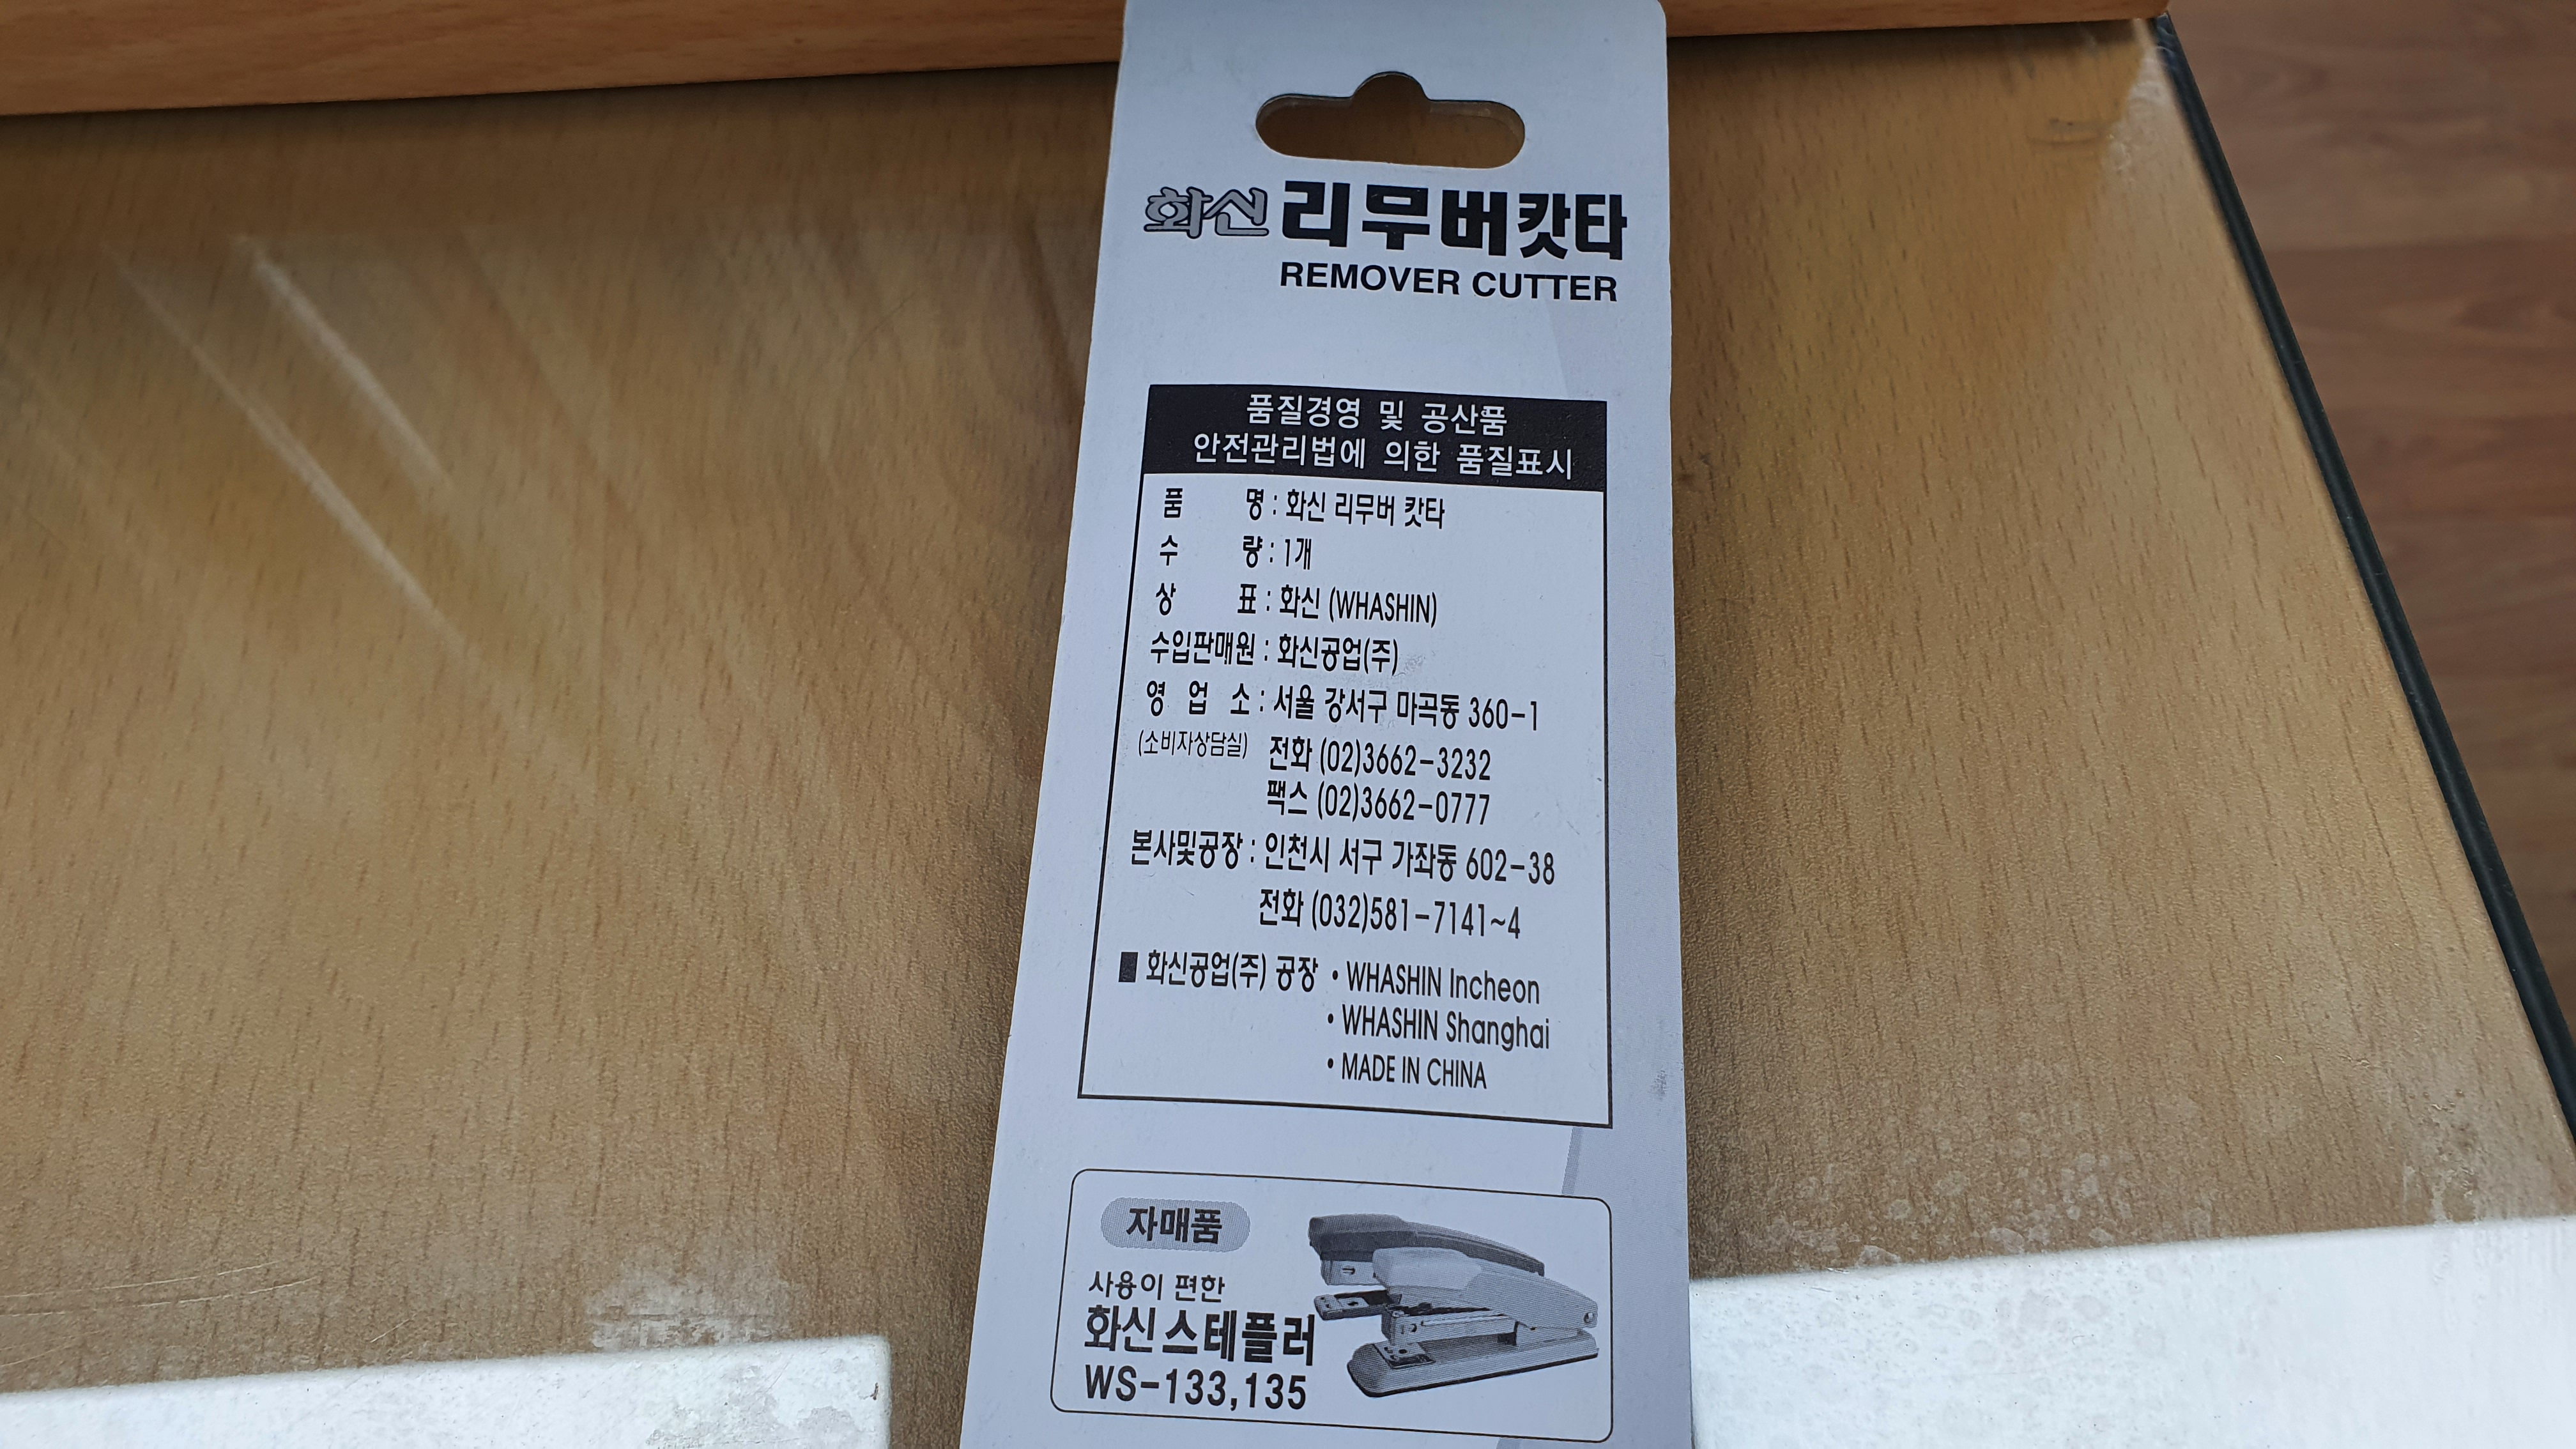 화신 리무버캇타
REMOVER CUTTER
품질경영 및 공산품
안전관리법에 의한 품질표시
품 명 : 화신 리무버 캇타
수 량 : 1개
상 표 : 화신 (WHASHIN)
수입판매원 : 화신공업(주)
영 업 소 : 서울 강서구 마곡동 360-1
(소비자상담실) 전화 (02)3662-3232
팩스 (02)3662-0777
본사및공장 : 인천시 서구 가좌동 602-38
전화 (032)581-7141~4
■ 화신공업(주) 공장 • WHASHIN Incheon
• WHASHIN Shanghai
• MADE IN CHINA
자매품
사용이 편한
화신스테플러
WS-133,135